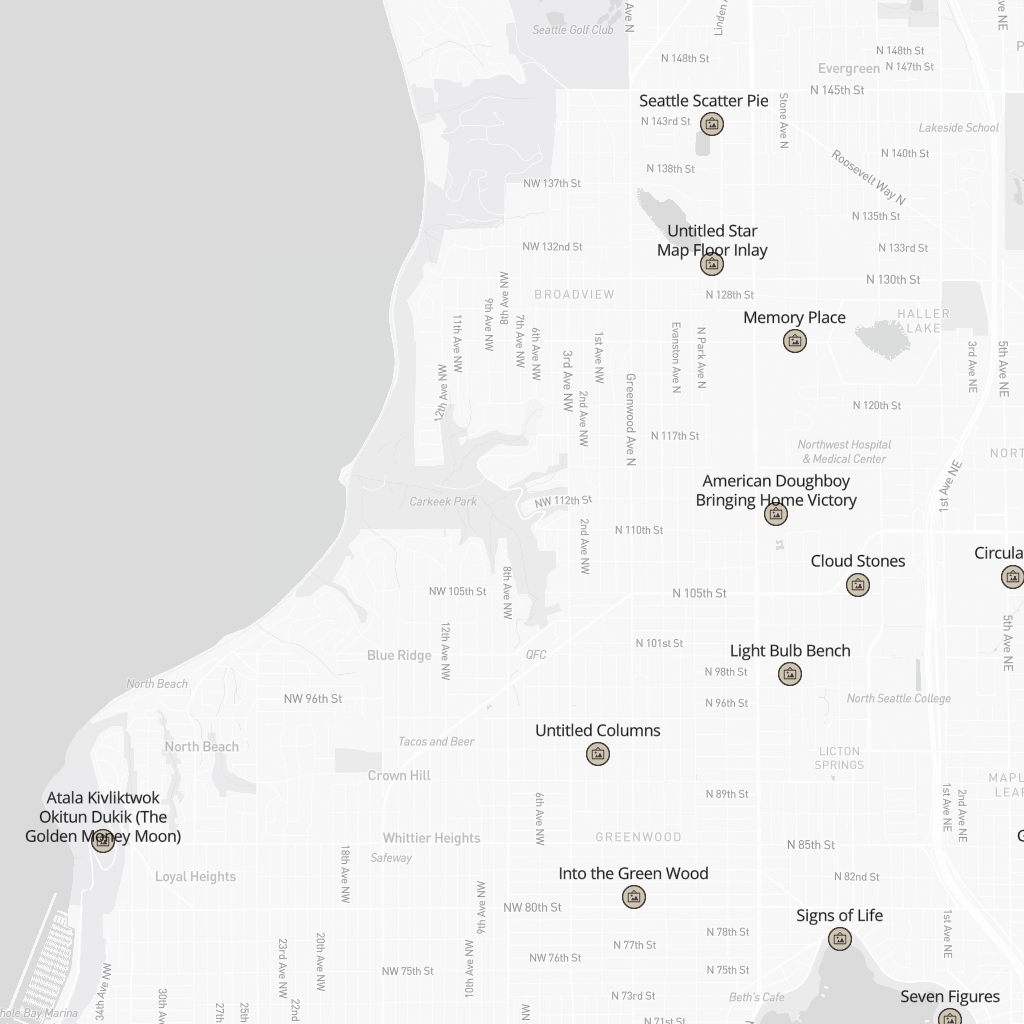 Seattle Golf Club
Ave N
Ave NE
N 148th St
N 148th St
Evergreen
N 147th St
N 145th St
Seattle Scatter Pie
N 143rd St
Stone Ave N
Lakeside School
N 140th St
N 138th St
Roosevelt Way N
NW 137th St
N 135th St
Untitled Star
Map Floor Inlay
NW 132nd St
N 133rd St
N 130th St
BROADVIEW
N 128th St
8th Ave NW
9th Ave NW
11th Ave NW
7th Ave NW
6th Ave NW
1st Ave NW
Memory Place
HALLER
LAKE
Evanston Ave N
N Park Ave N
3rd Ave NW
3rd Ave NE
5th Ave NE
12th Ave NW
2nd Ave NW
Greenwood Ave N
N 120th St
N 117th St
Northwest Hospital
& Medical Center
NORT
1st Ave NE
American Doughboy
Bringing Home Victory
Carkeek Park
NW 112th St
N 110th St
2nd Ave NW
Cloud Stones
Circula
8th Ave NW
NW 105th St
N 105th St
12th Ave NW
5th Ave NE
N 101st St
Blue Ridge
QFC
Light Bulb Bench
N 98th St
North Beach
NW 96th St
N 96th St
North Seattle College
Untitled Columns
Tacos and Beer
North Beach
LICTON
SPRINGS
Crown Hill
MAPL
LEAF
N 89th St
1st Ave NE
2nd Ave NE
6th Ave NW
Atala Kivliktwok
Okitun Dukik (The
Golden Money Moon)
Whittier Heights
GREENWOOD
G
N 85th St
Safeway
18th Ave NW
Loyal Heights
Into the Green Wood
N 82nd St
9th Ave NW
NW 80th St
Signs of Life
1st Ave NE
N 78th St
N 77th St
20th Ave NW
23rd Ave NW
NW 76th St
NW 75th St
10th Ave NW
N 75th St
34th Ave NW
N 73rd St
Beth's Cafe
Seven Figures
30th Ave
27th
25th
22nd
NW
N 71st St
hole Bay Marina